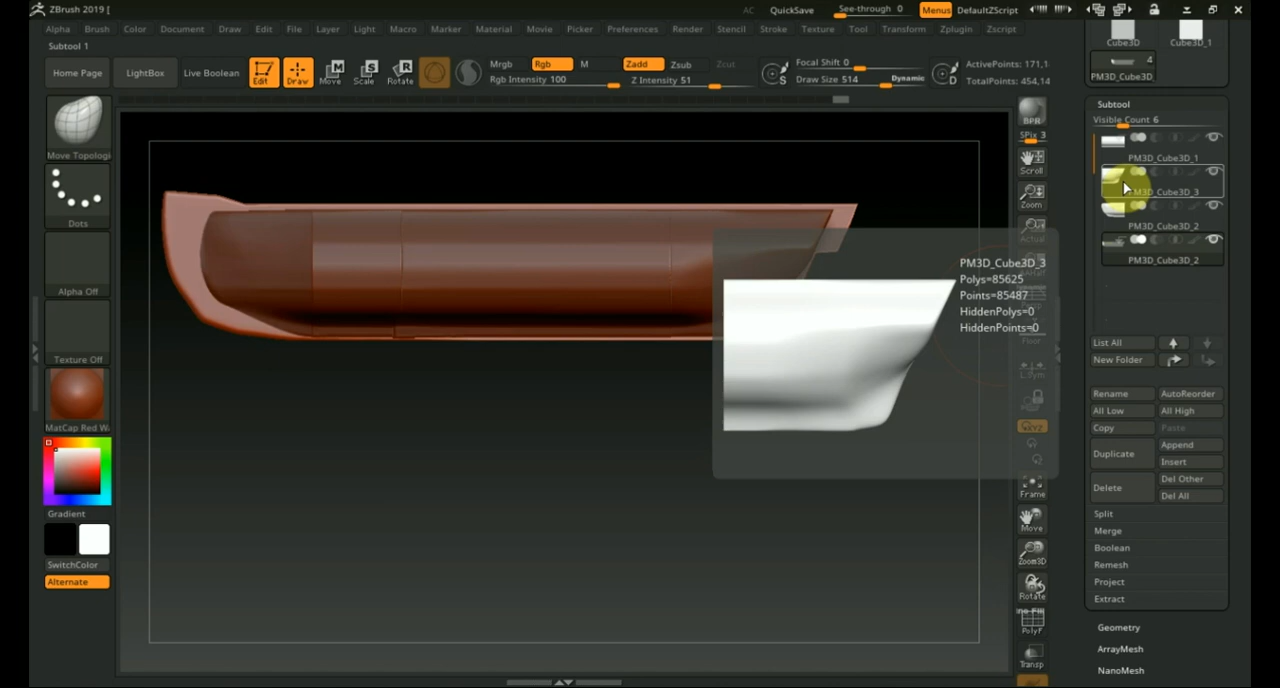 ZBrush 2019 [
AC QuickSave See-through 0 Menus DefaultZScript
Alpha Brush Color Document Draw Edit File Layer Light Macro Marker Material Movie Picker Preferences Render Stencil Stroke Texture Tool Transform Zplugin Zscript
Subtool 1
Home Page LightBox Live Boolean Edit Draw Move Scale Rotate
Mrgb Rgb M Zadd Zsub Zcut
Rgb Intensity 100 Z Intensity 51
Focal Shift 0
Draw Size 514 Dynamic
ActivePoints: 171,1
TotalPoints: 454,14
S
D
Move Topologi
Dots
Alpha Off
Texture Off
MatCap Red W
Gradient
SwitchColor
Alternate
BPR
SPix 3
Scroll
Zoom
Actual
Floor
L.Sym
XYZ
Frame
Move
Zoom3D
Rotate
PolyF
Transp
PM3D_Cube3D_3
Polys=85625
Points=85487
HiddenPolys=0
HiddenPoints=0
Cube3D Cube3D_1
4
PM3D_Cube3D_
Subtool
Visible Count 6
PM3D_Cube3D_1
PM3D_Cube3D_3
PM3D_Cube3D_2
PM3D_Cube3D_2
List All
New Folder
Rename AutoReorder
All Low All High
Copy Paste
Duplicate Append
Insert
Delete Del Other
Del All
Split
Merge
Boolean
Remesh
Project
Extract
Geometry
ArrayMesh
NanoMesh